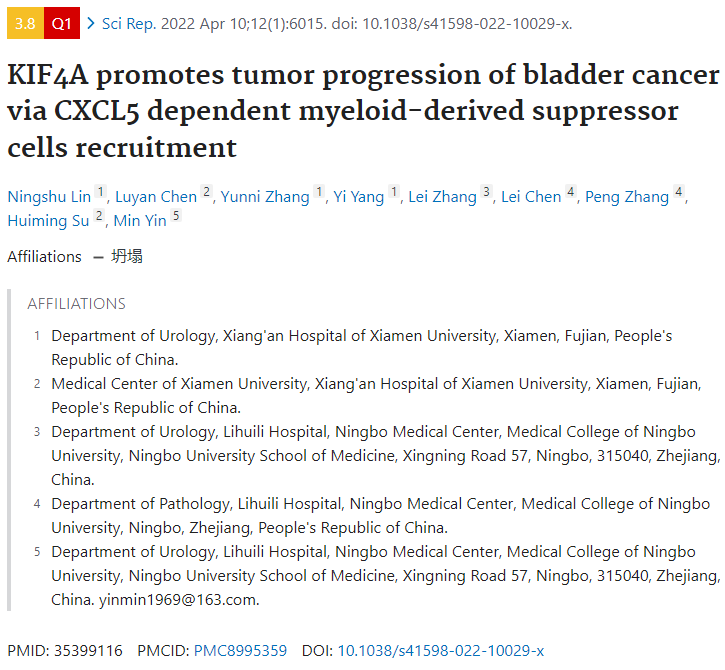 3.8 Q1 > Sci Rep. 2022 Apr 10;12(1):6015. doi: 10.1038/s41598-022-10029-x.
KIF4A promotes tumor progression of bladder cancer
via CXCL5 dependent myeloid-derived suppressor
cells recruitment
Ningshu Lin 1, Luyan Chen 2, Yunni Zhang 1, Yi Yang 1, Lei Zhang 3, Lei Chen 4, Peng Zhang 4,
Huiming Su 2, Min Yin 5
Affiliations – 坍塌
AFFILIATIONS
1 Department of Urology, Xiang'an Hospital of Xiamen University, Xiamen, Fujian, People's
Republic of China.
2 Medical Center of Xiamen University, Xiang'an Hospital of Xiamen University, Xiamen, Fujian,
People's Republic of China.
3 Department of Urology, Lihuili Hospital, Ningbo Medical Center, Medical College of Ningbo
University, Ningbo University School of Medicine, Xingning Road 57, Ningbo, 315040, Zhejiang,
China.
4 Department of Pathology, Lihuili Hospital, Ningbo Medical Center, Medical College of Ningbo
University, Ningbo, Zhejiang, People's Republic of China.
5 Department of Urology, Lihuili Hospital, Ningbo Medical Center, Medical College of Ningbo
University, Ningbo University School of Medicine, Xingning Road 57, Ningbo, 315040, Zhejiang,
China. yinmin1969@163.com.
PMID: 35399116 PMCID: PMC8995359 DOI: 10.1038/s41598-022-10029-x